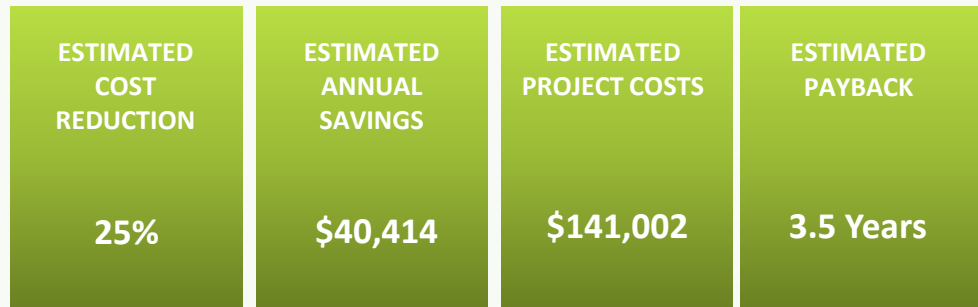 ESTIMATED
COST
REDUCTION
25%
ESTIMATED
ANNUAL
SAVINGS
$40,414
ESTIMATED
PROJECT COSTS
$141,002
ESTIMATED
PAYBACK
3.5 Years